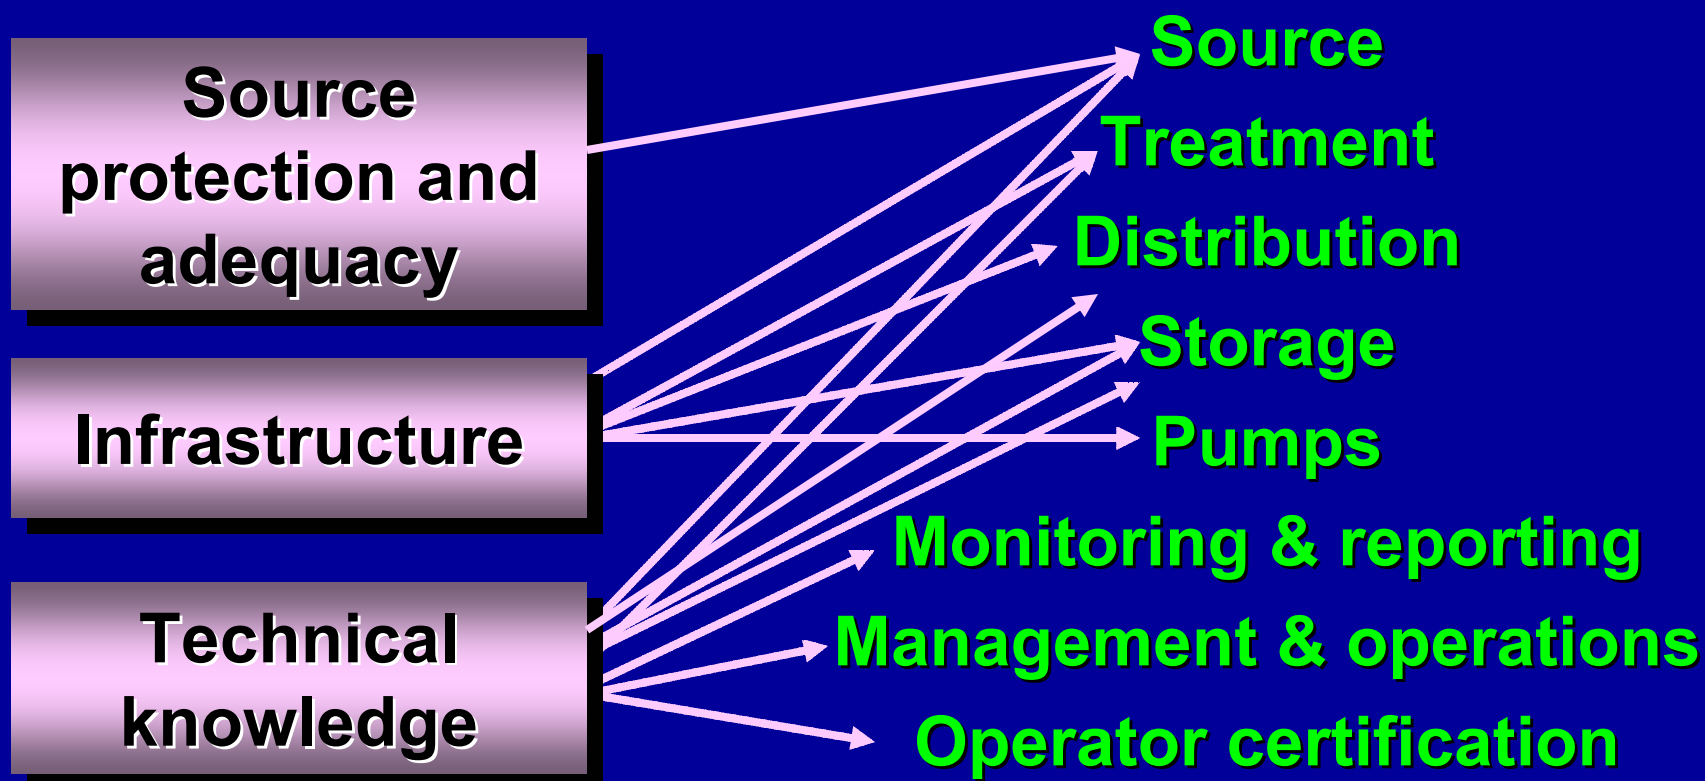 Source
protection and
adequacy
Infrastructure
Technical
knowledge
Source
Treatment
Distribution
Storage
Pumps
Monitoring & reporting
Management & operations
Operator certification